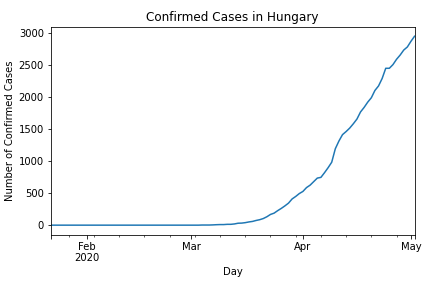 Confirmed Cases in Hungary
3000
2500
2000
1500
1000
500
0
Number of Confirmed Cases
Feb
2020
Mar
Apr
May
Day